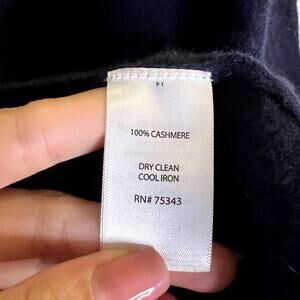 P1
100% CASHMERE
DRY CLEAN
COOL IRON
RN# 75343